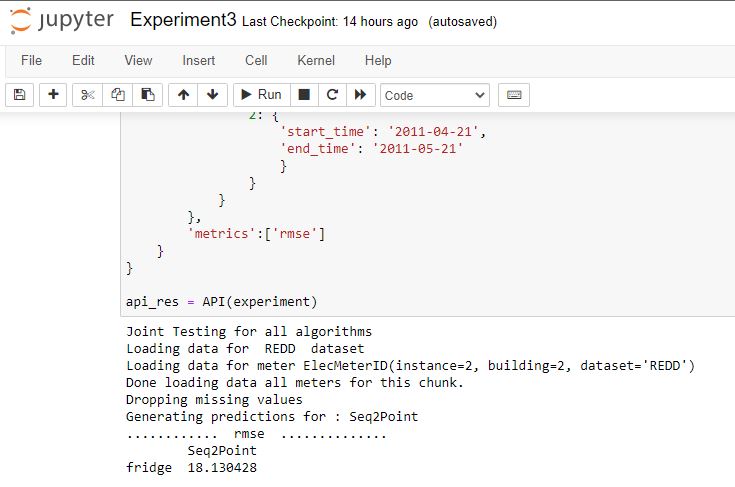 jupyter Experiment3 Last Checkpoint: 14 hours ago (autosaved)
File Edit View Insert Cell Kernel Help
Run Code
2: {
'start_time': '2011-04-21',
'end_time': '2011-05-21'
}
}
}
},
'metrics':['rmse']
}
}
api_res = API(experiment)
Joint Testing for all algorithms
Loading data for  REDD  dataset
Loading data for meter ElecMeterID(instance=2, building=2, dataset='REDD')
Done loading data all meters for this chunk.
Dropping missing values
Generating predictions for : Seq2Point
............  rmse  ..............
Seq2Point
fridge  18.130428